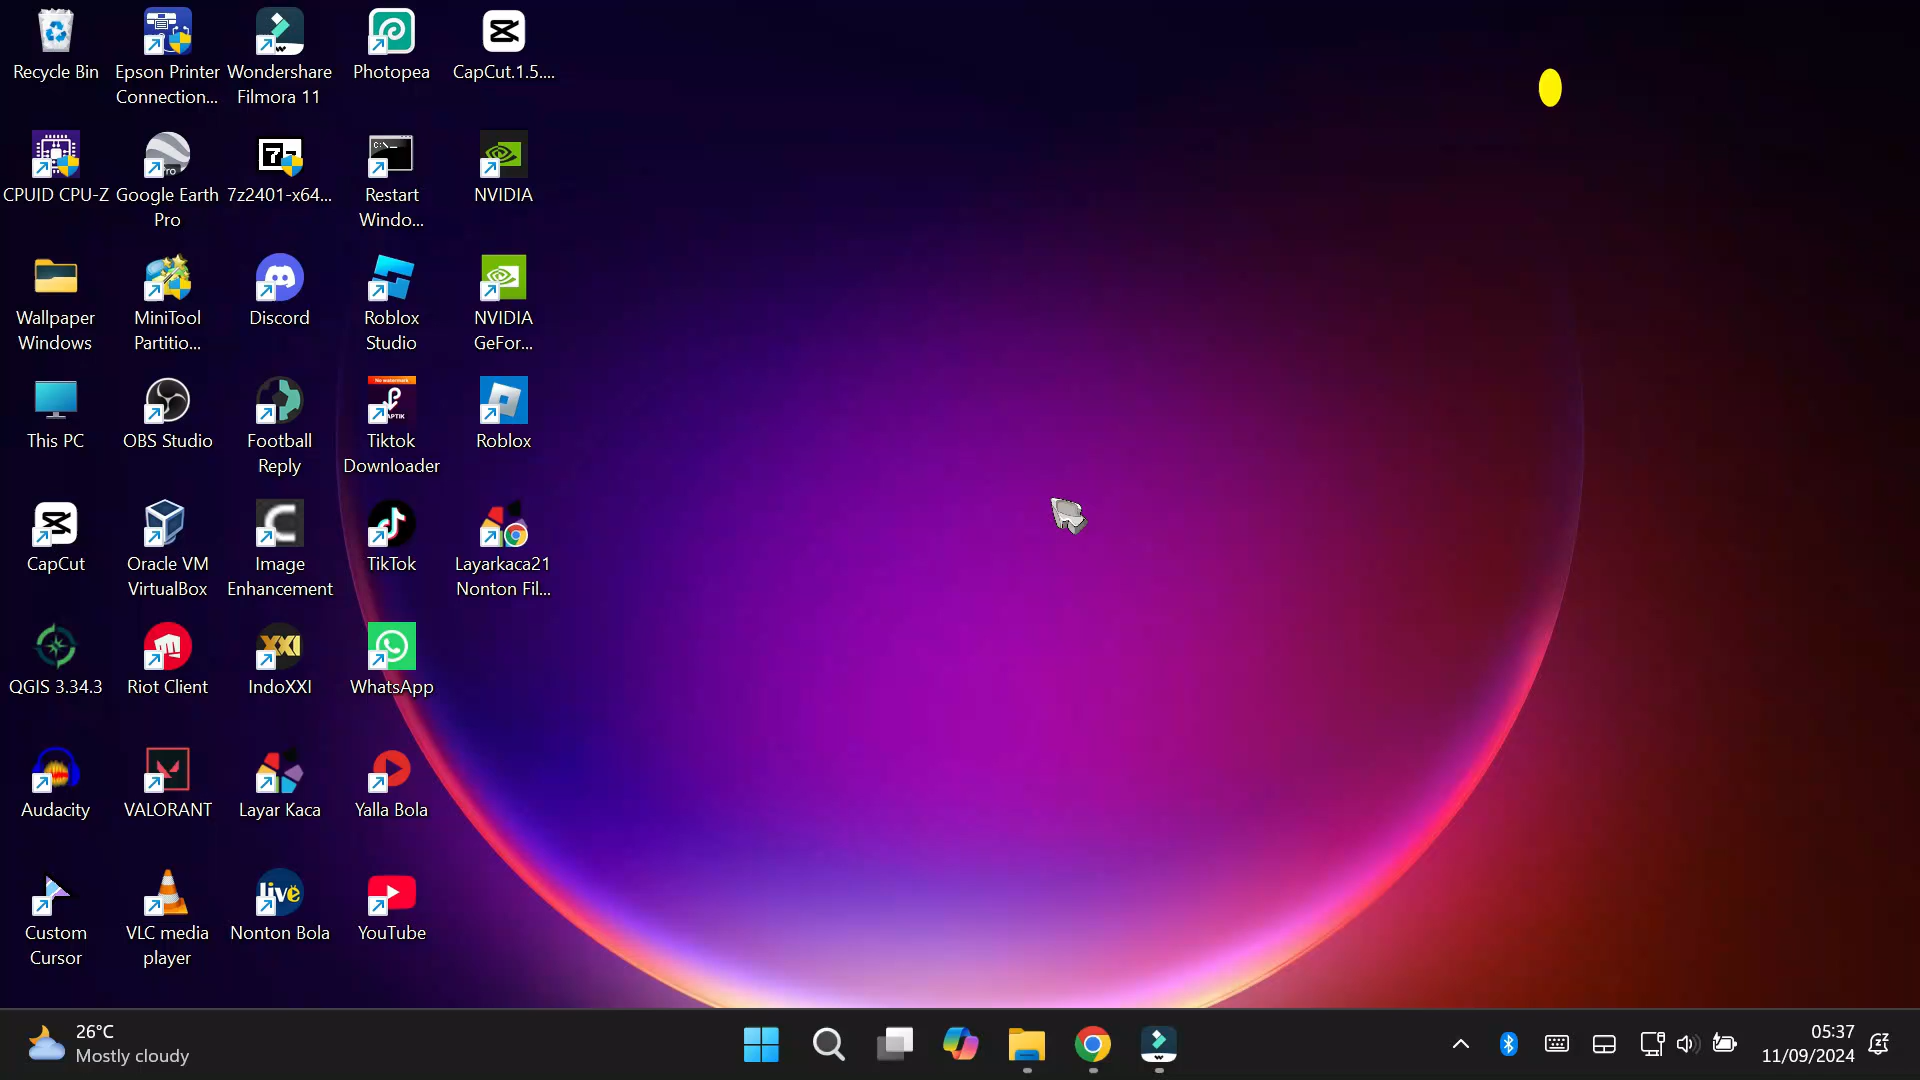 Recycle Bin
Epson Printer
Connection...
Wondershare
Filmora 11
Photopea
CapCut.1.5....
CPUID CPU-Z
Google Earth
Pro
7z2401-x64...
Restart
Windo...
NVIDIA
Wallpaper
Windows
MiniTool
Partitio...
Discord
Roblox
Studio
NVIDIA
GeFor...
This PC
OBS Studio
Football
Reply
No watermark
Tiktok
Downloader
Roblox
CapCut
Oracle VM
VirtualBox
Image
Enhancement
TikTok
Layarkaca21
Nonton Fil...
QGIS 3.34.3
Riot Client
XXI
IndoXXI
WhatsApp
Audacity
VALORANT
Layar Kaca
Yalla Bola
Custom
Cursor
VLC media
player
live
Nonton Bola
YouTube
26°C
Mostly cloudy
05:37
11/09/2024